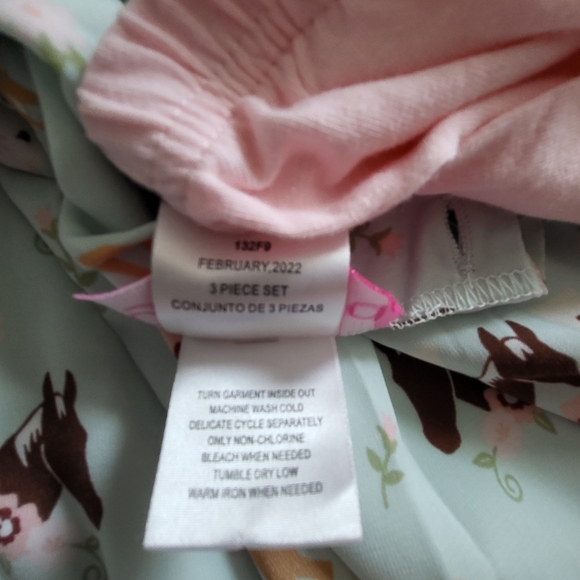 132F9
FEBRUARY,2022
3 PIECE SET
CONJUNTO DE 3 PIEZAS
TURN GARMENT INSIDE OUT
MACHINE WASH COLD
DELICATE CYCLE SEPARATELY
ONLY NON-CHLORINE
BLEACH WHEN NEEDED
TUMBLE DRY LOW
WARM IRON WHEN NEEDED